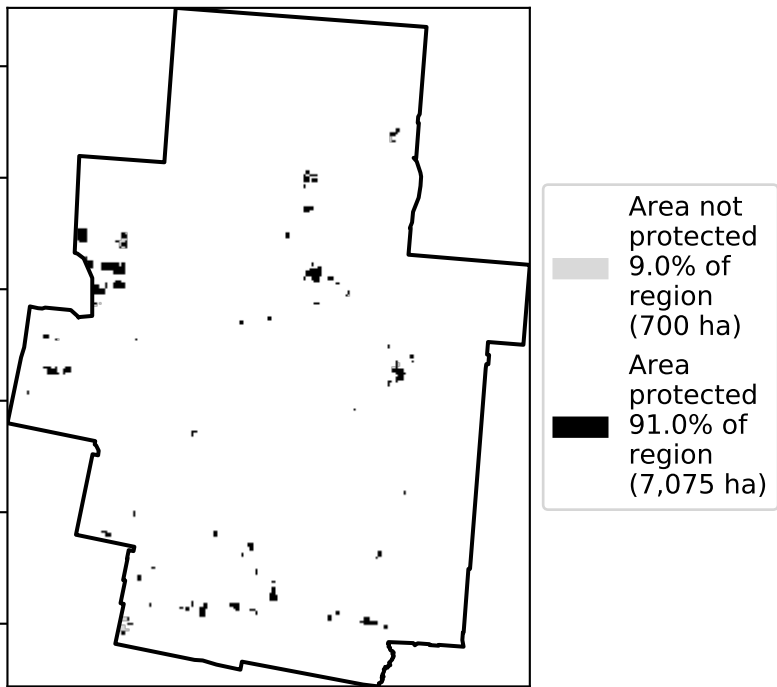 Area not
protected
9.0% of
region
(700 ha)
Area
protected
91.0% of
region
(7,075 ha)